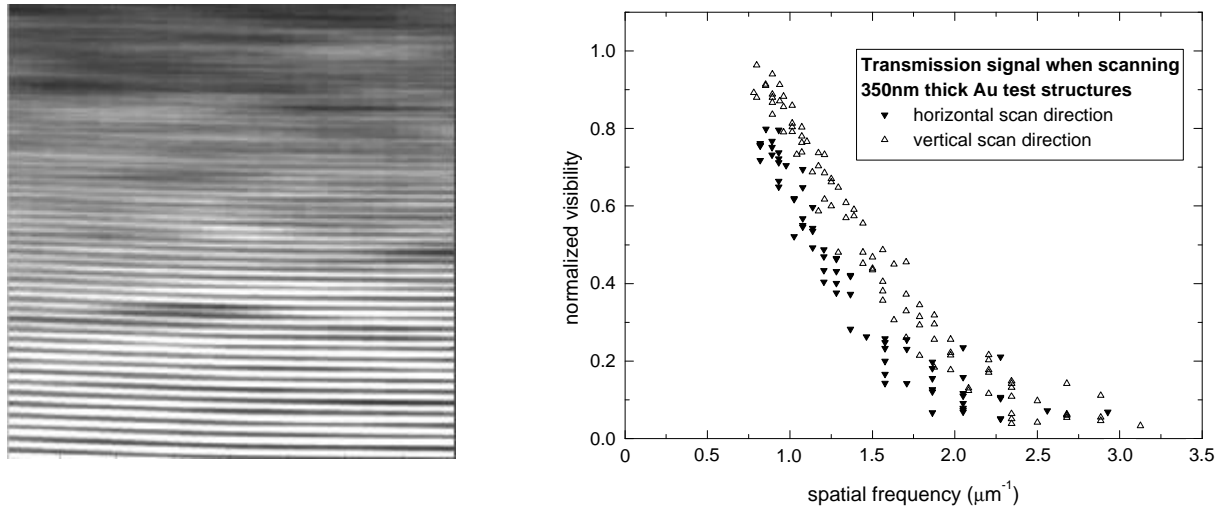 1.0
0.8
0.6
0.4
0.2
0.0
normalized visibility
Transmission signal when scanning
350nm thick Au test structures
horizontal scan direction
vertical scan direction
0 0.5 1.0 1.5 2.0 2.5 3.0 3.5
spatial frequency (μm⁻¹)